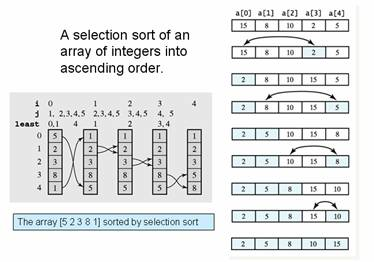 A selection sort of an
array of integers into
ascending order.
i 0 1 2 3 4
j 1, 2,3,4,5 2,3,4,5 3,4,5 4, 5
least 0,1 4 1 2 3,4
0 5 1 1 1 1
1 2 2 2 2 2
2 3 3 3 3 3
3 8 8 8 8 5
4 1 5 5 5 8
The array [5 2 3 8 1] sorted by selection sort
a[0] a[1] a[2] a[3] a[4]
15 8 10 2 5
15 8 10 2 5
2 8 10 15 5
2 8 10 15 5
2 5 10 15 8
2 5 10 15 8
2 5 8 15 10
2 5 8 15 10
2 5 8 10 15